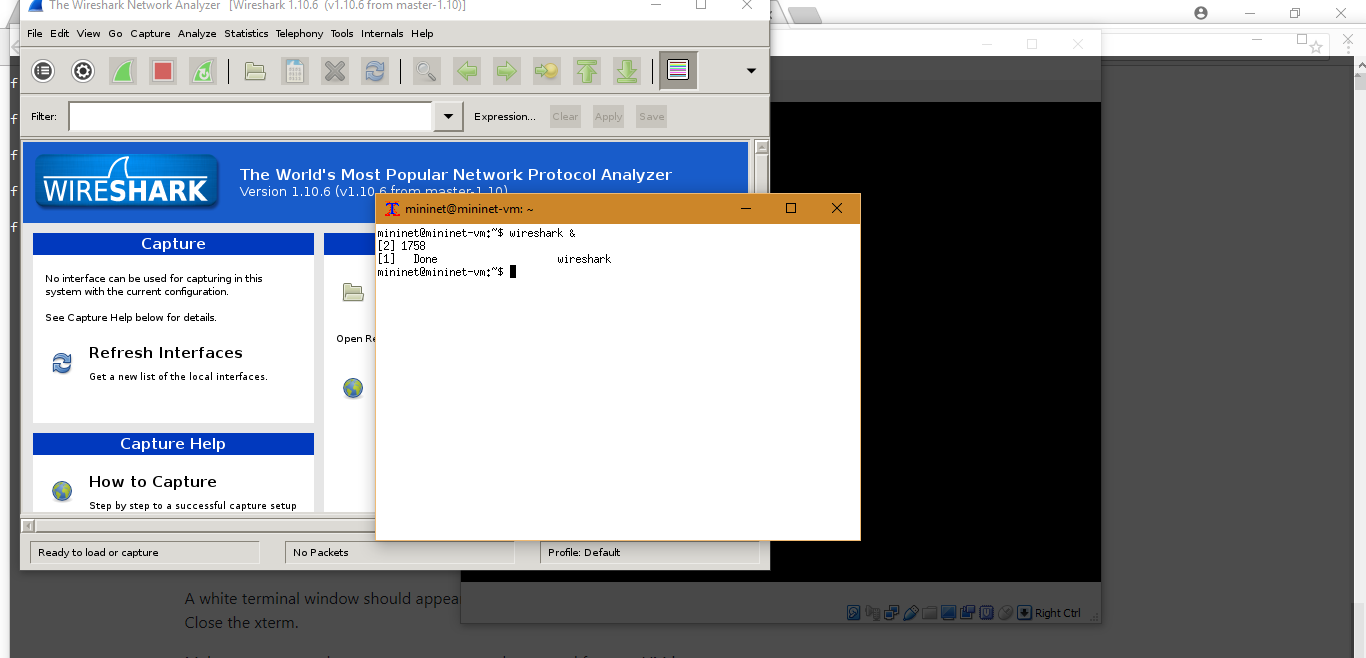 The Wireshark Network Analyzer [Wireshark 1.10.6 (v1.10.6 from master-1.10)]
File Edit View Go Capture Analyze Statistics Telephony Tools Internals Help
Filter:
Expression... Clear Apply Save
WIRESHARK
The World's Most Popular Network Protocol Analyzer
Version 1.10.6 (v1.10.6 from master-1.10)
Capture
No interface can be used for capturing in this
system with the current configuration.
See Capture Help below for details.
Refresh Interfaces
Get a new list of the local interfaces.
Capture Help
How to Capture
Step by step to a successful capture setup
Open
Ready to load or capture
No Packets
Profile: Default
mininet@mininet-vm: ~
mininet@mininet-vm:~$ wireshark &
[2] 1758
[1] Done wireshark
mininet@mininet-vm:~$
f
f
f
f
f
A white terminal window should appea
Close the xterm.
Right Ctrl